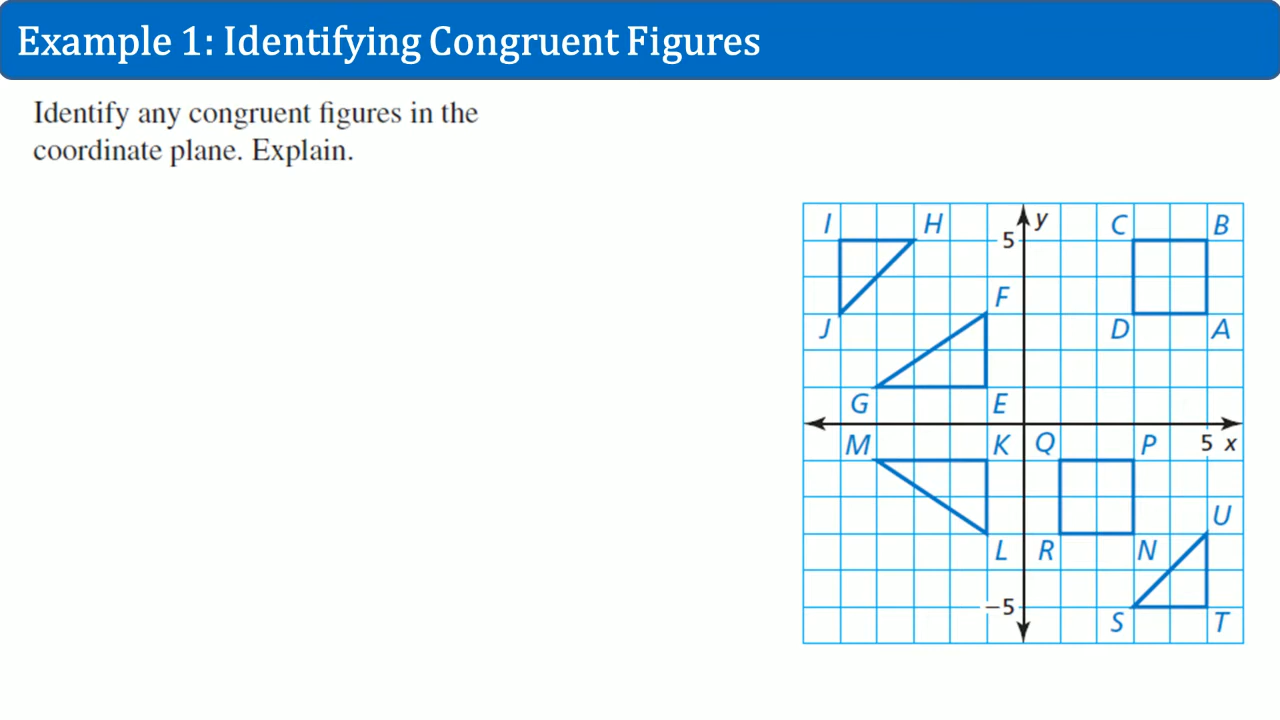 Example 1: Identifying Congruent Figures
Identify any congruent figures in the
coordinate plane. Explain.
I H y C B
5
F
J D A
G E
M K Q P 5 x
U
L R N
−5
S T